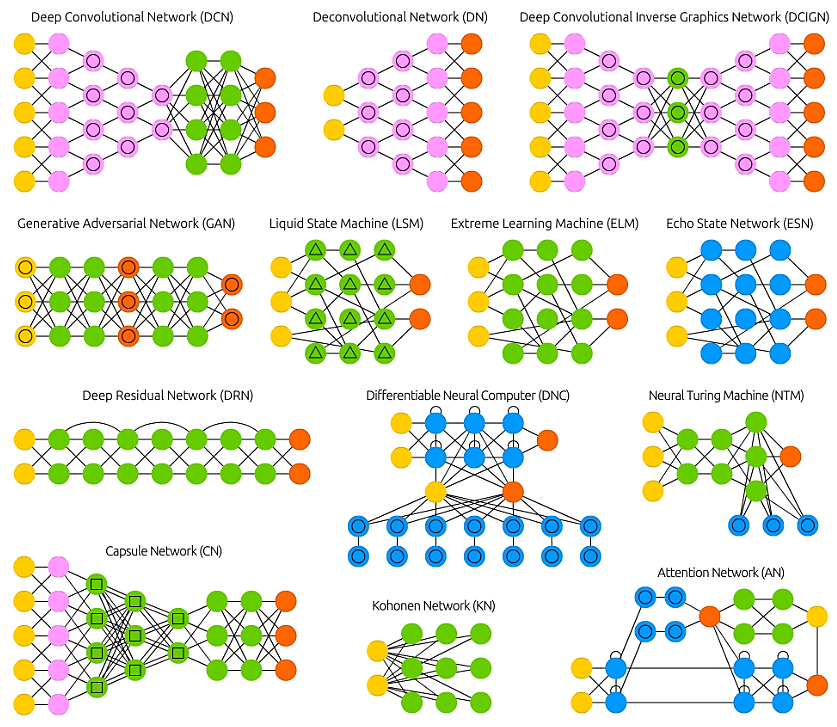 Deep Convolutional Network (DCN)
Deconvolutional Network (DN)
Deep Convolutional Inverse Graphics Network (DCIGN)
Generative Adversarial Network (GAN)
Liquid State Machine (LSM)
Extreme Learning Machine (ELM)
Echo State Network (ESN)
Deep Residual Network (DRN)
Differentiable Neural Computer (DNC)
Neural Turing Machine (NTM)
Capsule Network (CN)
Kohonen Network (KN)
Attention Network (AN)